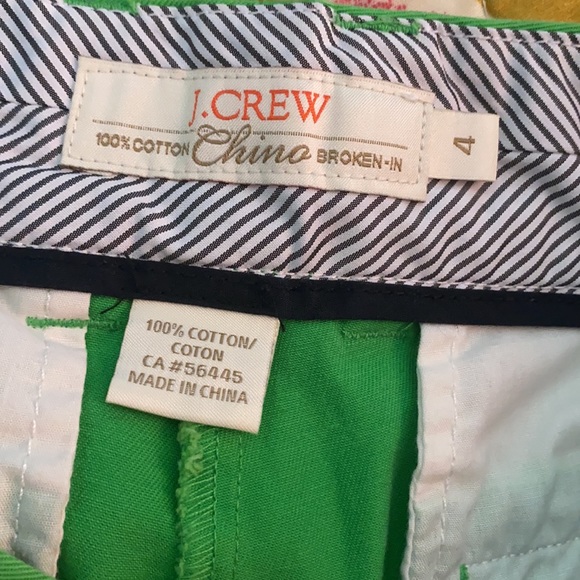 J.CREW
100% COTTON Chino BROKEN-IN
4
100% COTTON/
COTON
CA #56445
MADE IN CHINA